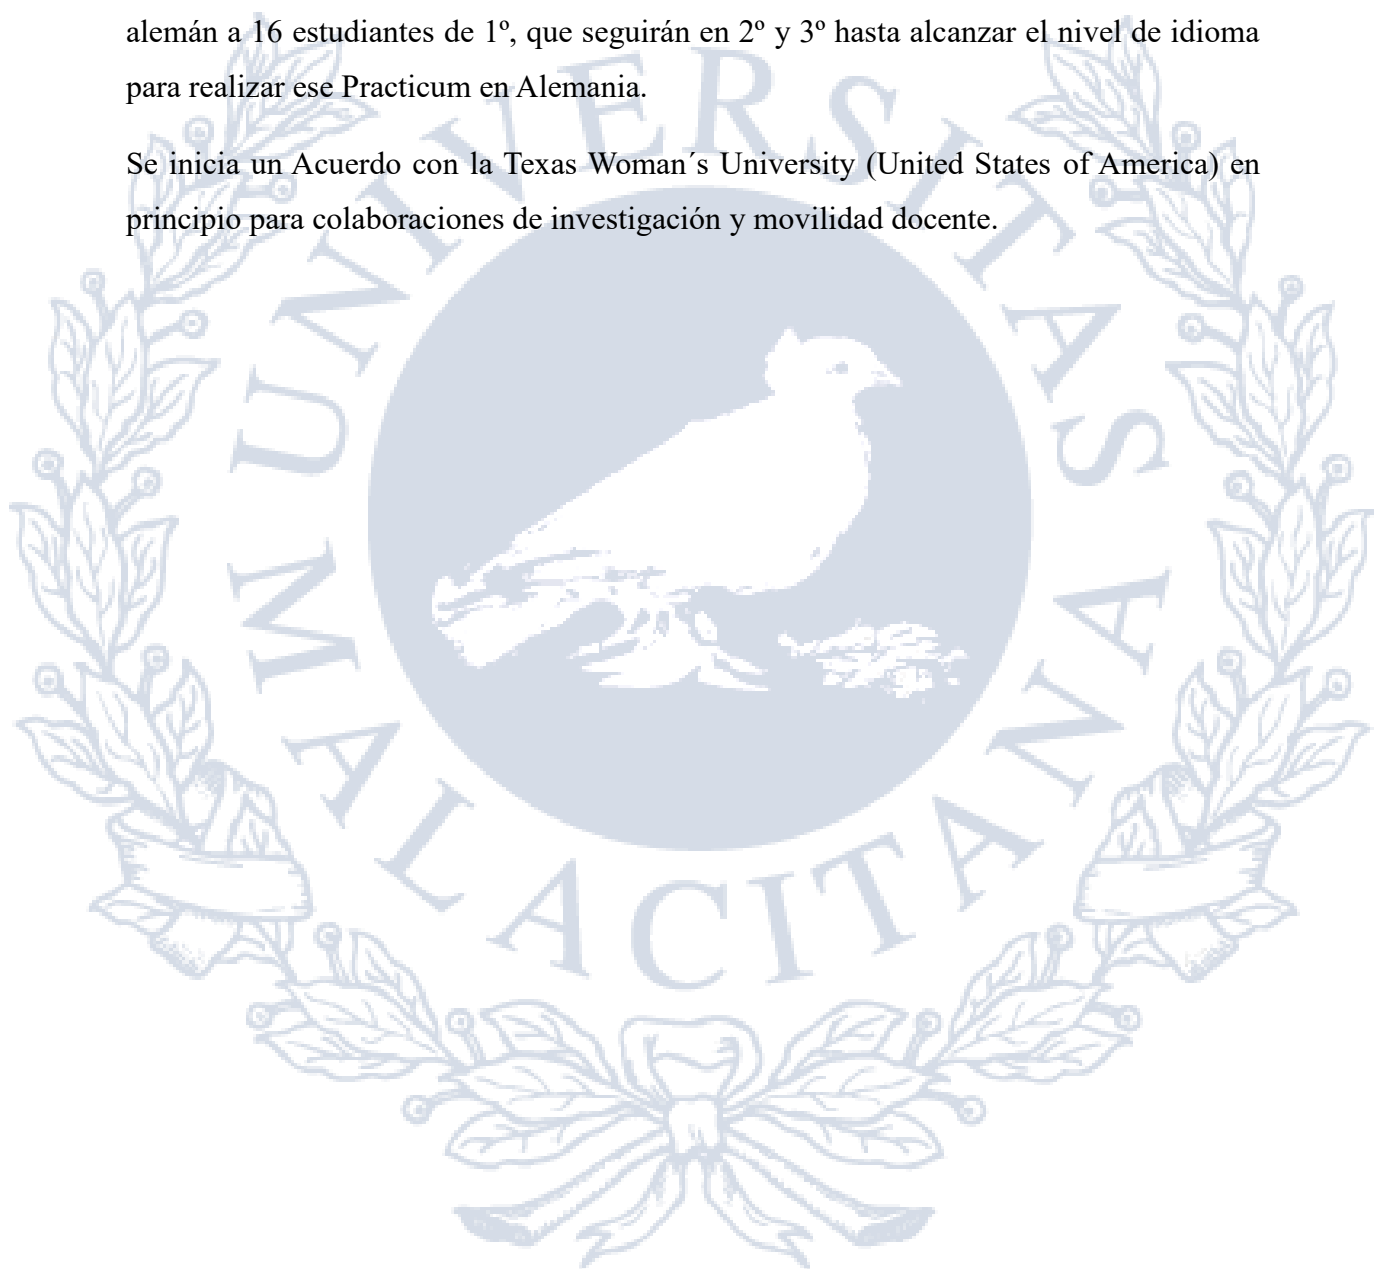 alemán a 16 estudiantes de 1º, que seguirán en 2º y 3º hasta alcanzar el nivel de idioma
para realizar ese Practicum en Alemania.
Se inicia un Acuerdo con la Texas Woman´s University (United States of America) en
principio para colaboraciones de investigación y movilidad docente.
UNIVERSITAS
MALACITANA